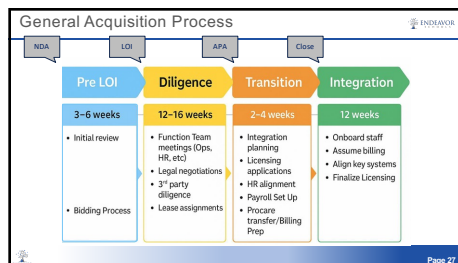 General Acquisition Process
ENDEAVOR
SCHOOLS
NDA
LOI
APA
Close
Pre LOI
Diligence
Transition
Integration
3–6 weeks
12–16 weeks
2–4 weeks
12 weeks
• Initial review
• Bidding Process
• Function Team
meetings (Ops,
HR, etc)
• Legal negotiations
• 3rd party
diligence
• Lease assignments
• Integration
planning
• Licensing
applications
• HR alignment
• Payroll Set Up
• Procare
transfer/Billing
Prep
• Onboard staff
• Assume billing
• Align key systems
• Finalize Licensing
Page 27